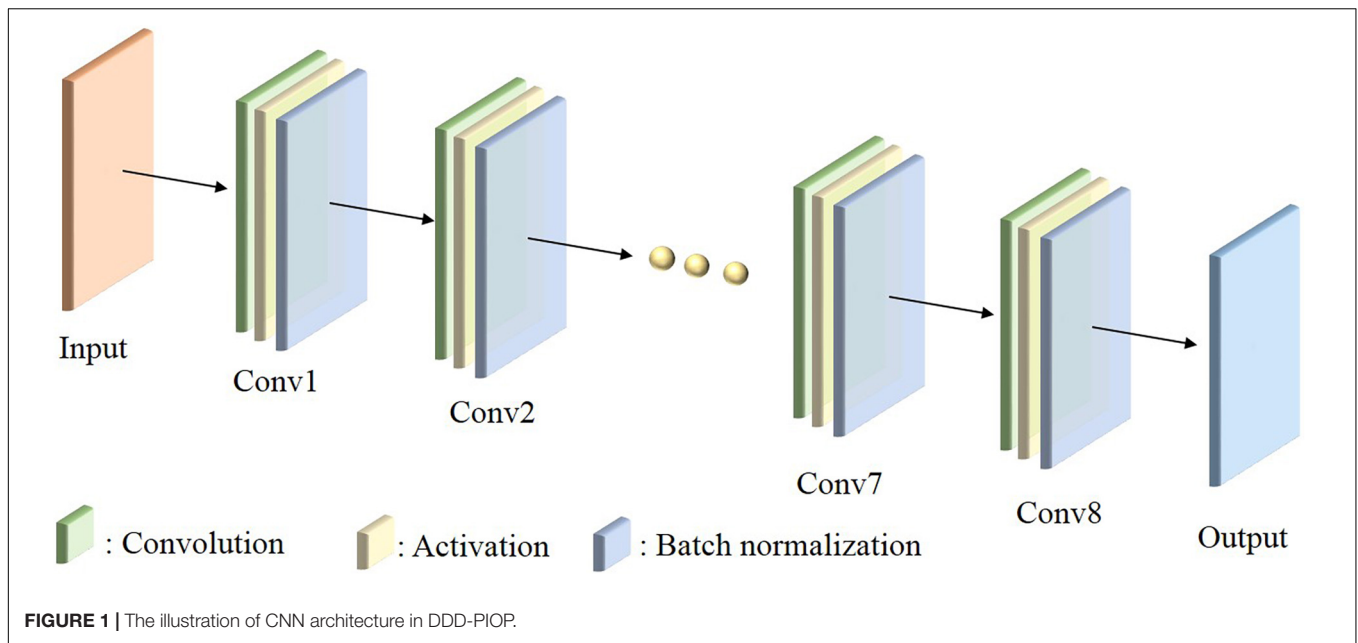 Input
Conv1
Conv2
Conv7
Conv8
Output
: Convolution
: Activation
: Batch normalization
FIGURE 1 | The illustration of CNN architecture in DDD-PIOP.